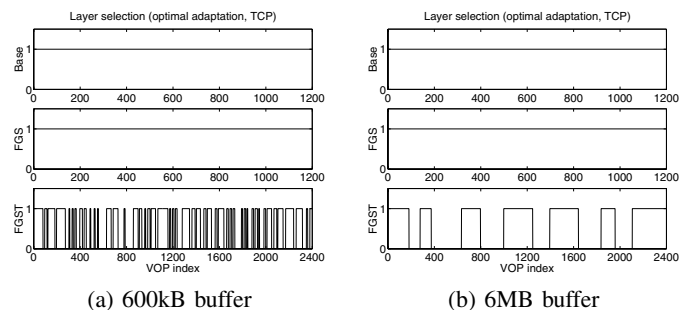 Layer selection (optimal adaptation, TCP)
Base
1
0
0 200 400 600 800 1000 1200
FGS
1
0
0 200 400 600 800 1000 1200
FGST
1
0
0 400 800 1200 1600 2000 2400
VOP index
(a) 600kB buffer
Layer selection (optimal adaptation, TCP)
Base
1
0
0 200 400 600 800 1000 1200
FGS
1
0
0 200 400 600 800 1000 1200
FGST
1
0
0 400 800 1200 1600 2000 2400
VOP index
(b) 6MB buffer